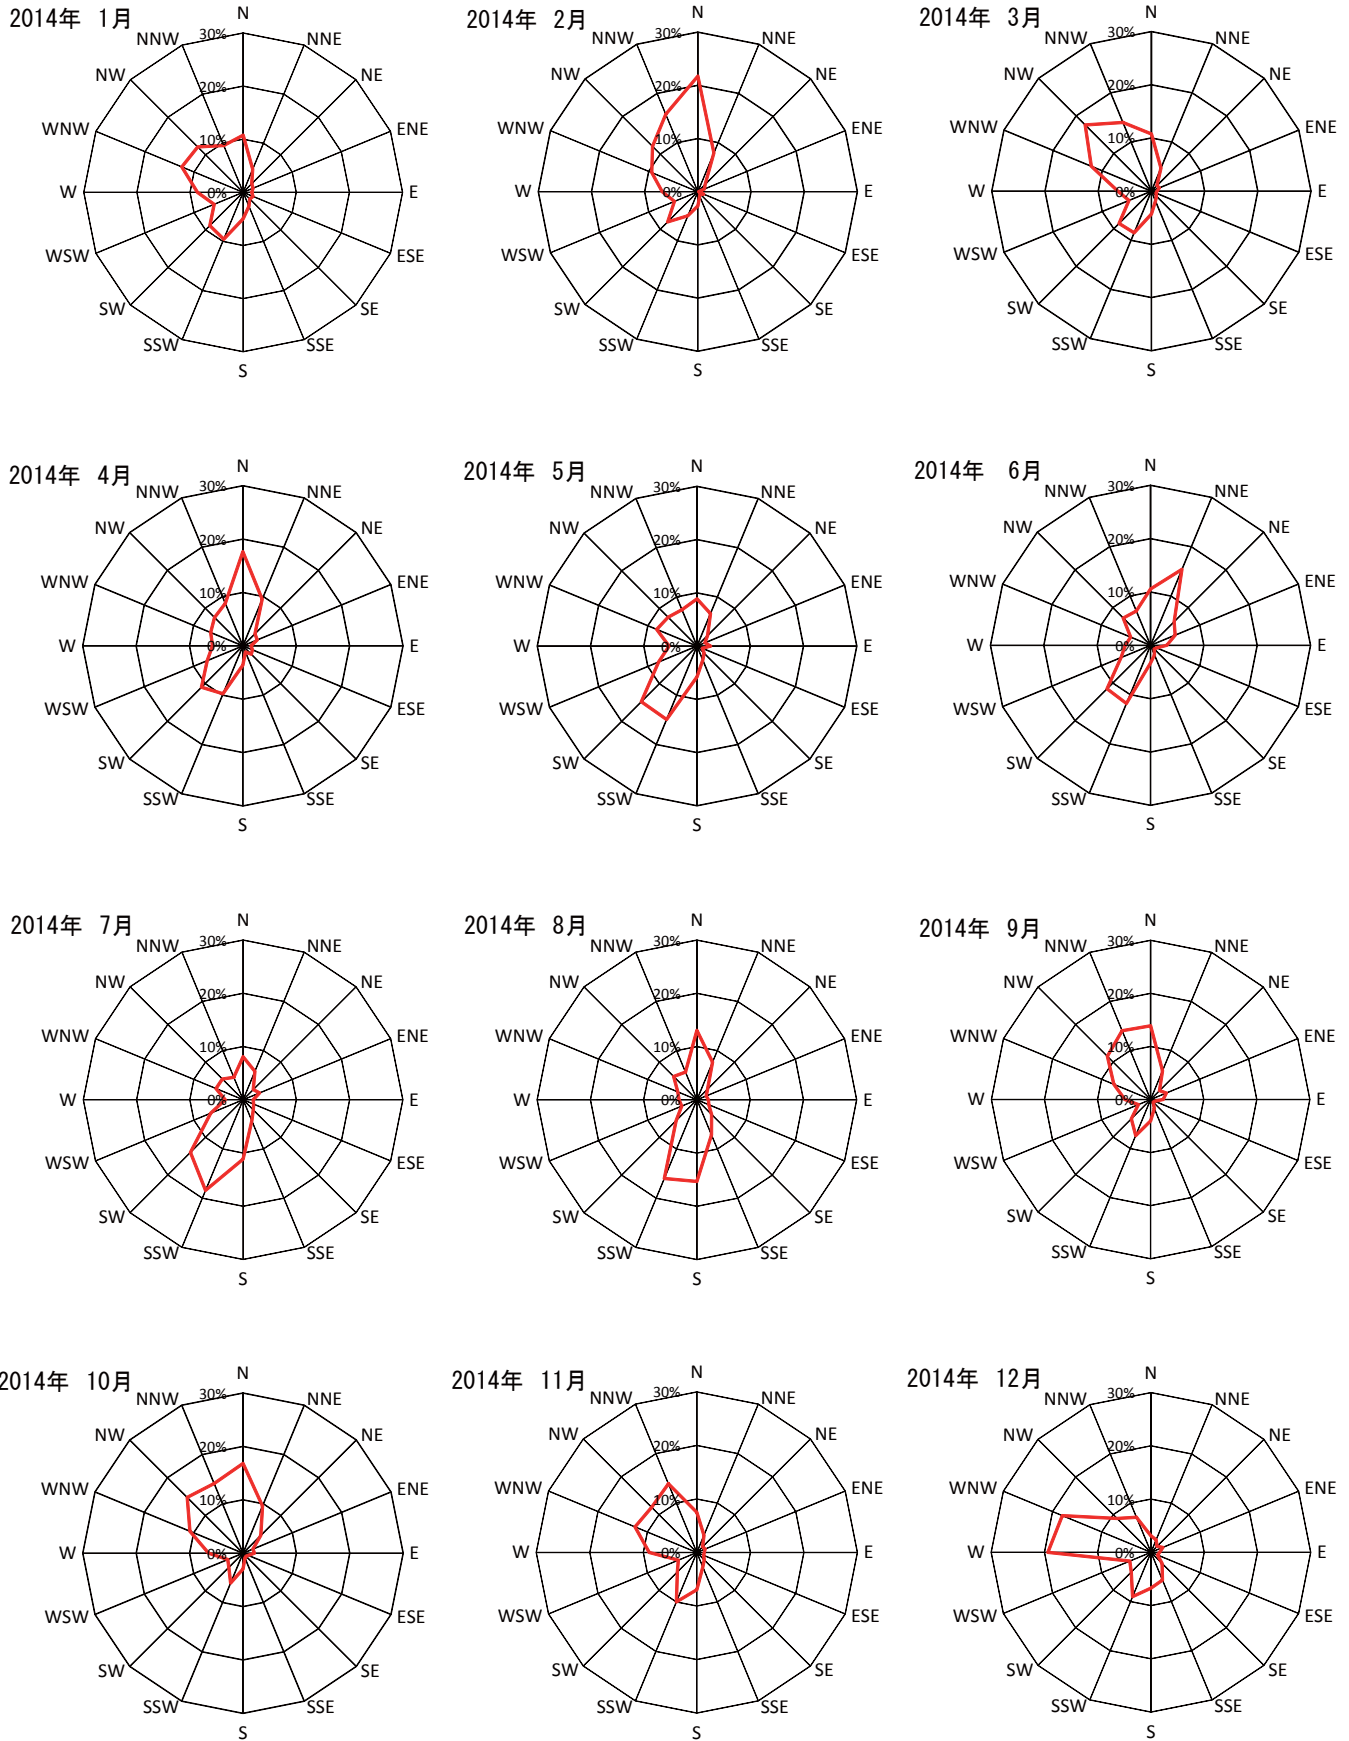 2014年 1月
N
NNE
NE
ENE
E
ESE
SE
SSE
S
SSW
SW
WSW
W
WNW
NW
NNW
30%
20%
10%
0%
2014年 2月
N
NNE
NE
ENE
E
ESE
SE
SSE
S
SSW
SW
WSW
W
WNW
NW
NNW
30%
20%
10%
0%
2014年 3月
N
NNE
NE
ENE
E
ESE
SE
SSE
S
SSW
SW
WSW
W
WNW
NW
NNW
30%
20%
10%
0%
2014年 4月
N
NNE
NE
ENE
E
ESE
SE
SSE
S
SSW
SW
WSW
W
WNW
NW
NNW
30%
20%
10%
0%
2014年 5月
N
NNE
NE
ENE
E
ESE
SE
SSE
S
SSW
SW
WSW
W
WNW
NW
NNW
30%
20%
10%
0%
2014年 6月
N
NNE
NE
ENE
E
ESE
SE
SSE
S
SSW
SW
WSW
W
WNW
NW
NNW
30%
20%
10%
0%
2014年 7月
N
NNE
NE
ENE
E
ESE
SE
SSE
S
SSW
SW
WSW
W
WNW
NW
NNW
30%
20%
10%
0%
2014年 8月
N
NNE
NE
ENE
E
ESE
SE
SSE
S
SSW
SW
WSW
W
WNW
NW
NNW
30%
20%
10%
0%
2014年 9月
N
NNE
NE
ENE
E
ESE
SE
SSE
S
SSW
SW
WSW
W
WNW
NW
NNW
30%
20%
10%
0%
2014年 10月
N
NNE
NE
ENE
E
ESE
SE
SSE
S
SSW
SW
WSW
W
WNW
NW
NNW
30%
20%
10%
0%
2014年 11月
N
NNE
NE
ENE
E
ESE
SE
SSE
S
SSW
SW
WSW
W
WNW
NW
NNW
30%
20%
10%
0%
2014年 12月
N
NNE
NE
ENE
E
ESE
SE
SSE
S
SSW
SW
WSW
W
WNW
NW
NNW
30%
20%
10%
0%